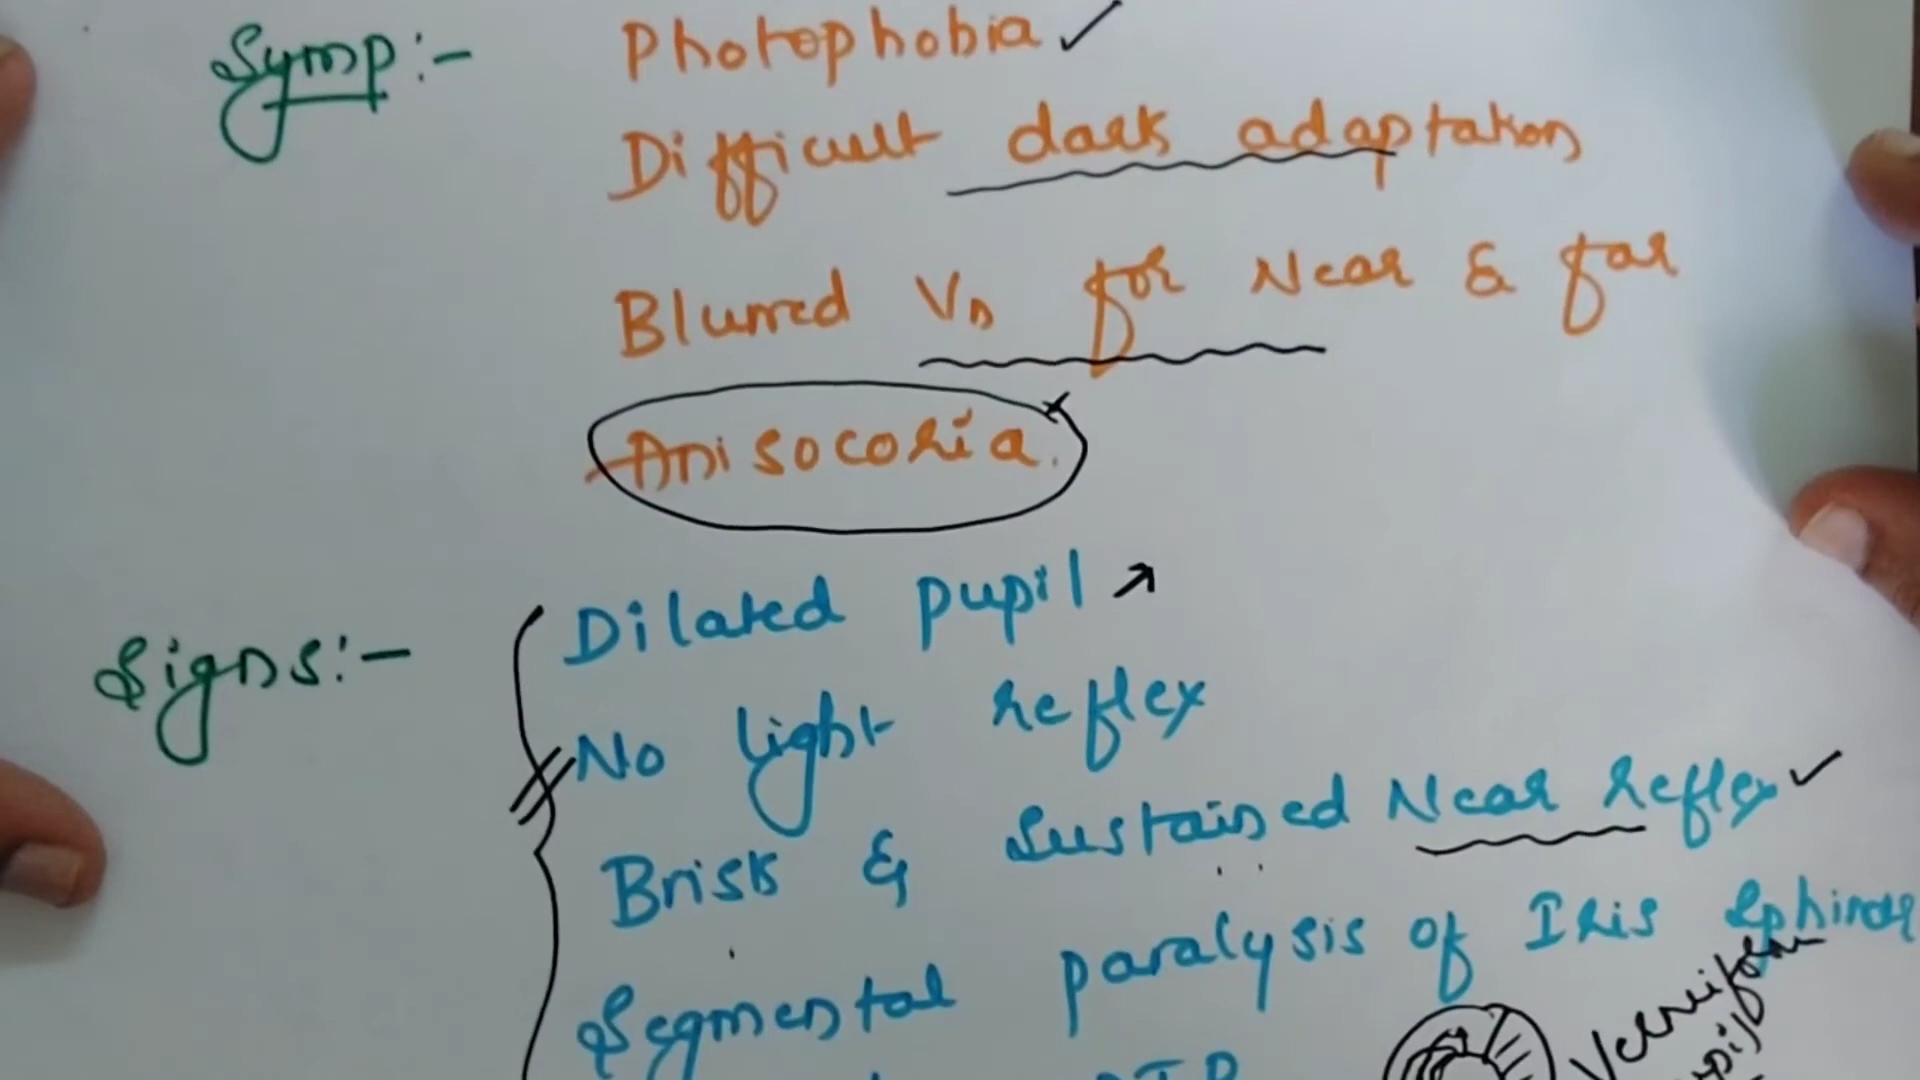 Symp:- Photophobia ✓
Difficult dark adaptation
Blurred Vn for Near & far
Anisocoria.
Signs:- Dilated pupil ↗
No light reflex
Brisk & Sustained Near reflex ✓
Segmental paralysis of Iris Sphincter
Vermiform